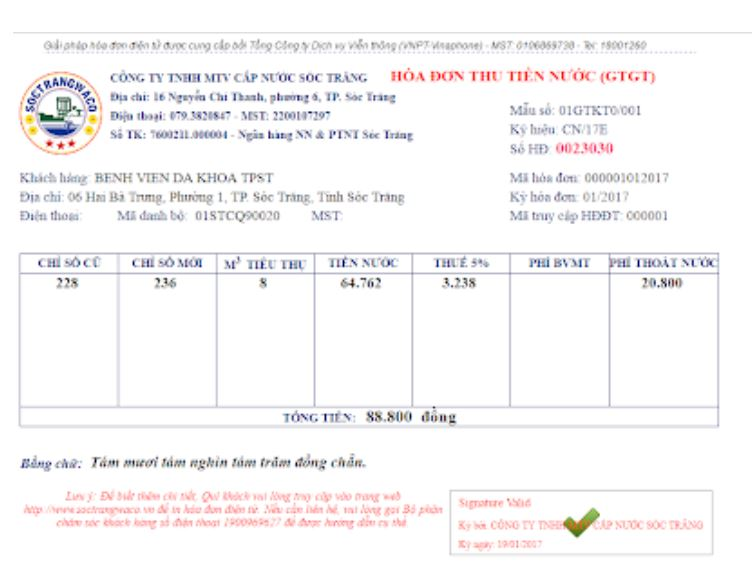 Giải pháp hóa đơn điện tử được cung cấp bởi Tổng Công ty Dịch vụ Viễn thông (VNPT-Vinaphone) - MST: 0106869738 - Tel: 18001260
SOCTRANGWACO
CÔNG TY TNHH MTV CẤP NƯỚC SÓC TRĂNG
Địa chỉ: 16 Nguyễn Chí Thanh, phường 6, TP. Sóc Trăng
Điện thoại: 079.3820847 - MST: 2200107297
Số TK: 7600211.000004 - Ngân hàng NN & PTNT Sóc Trăng
HÓA ĐƠN THU TIỀN NƯỚC (GTGT)
Mẫu số: 01GTKT0/001
Ký hiệu: CN/17E
Số HĐ: 0023030
Khách hàng: BENH VIEN DA KHOA TPST
Địa chỉ: 06 Hai Bà Trưng, Phường 1, TP. Sóc Trăng, Tỉnh Sóc Trăng
Điện thoại: Mã danh bộ: 01STCQ90020 MST:
Mã hóa đơn: 000001012017
Kỳ hóa đơn: 01/2017
Mã truy cập HĐĐT: 000001
CHỈ SỐ CŨ CHỈ SỐ MỚI M³ TIÊU THỤ TIỀN NƯỚC THUẾ 5% PHÍ BVMT PHÍ THOÁT NƯỚC
228 236 8 64.762 3.238 20.800
TỔNG TIỀN: 88.800 đồng
Bằng chữ: Tám mươi tám nghìn tám trăm đồng chẵn.
Lưu ý: Để biết thêm chi tiết, Quí khách vui lòng truy cập vào trang web
http://www.soctrangwaco.vn để in hóa đơn điện tử. Nếu cần liên hệ, vui lòng gọi Bộ phận
chăm sóc khách hàng số điện thoại 1900969627 để được hướng dẫn cụ thể.
Signature Valid
Ký bởi: CÔNG TY TNHH CẤP NƯỚC SÓC TRĂNG
Ký ngày: 19/01/2017